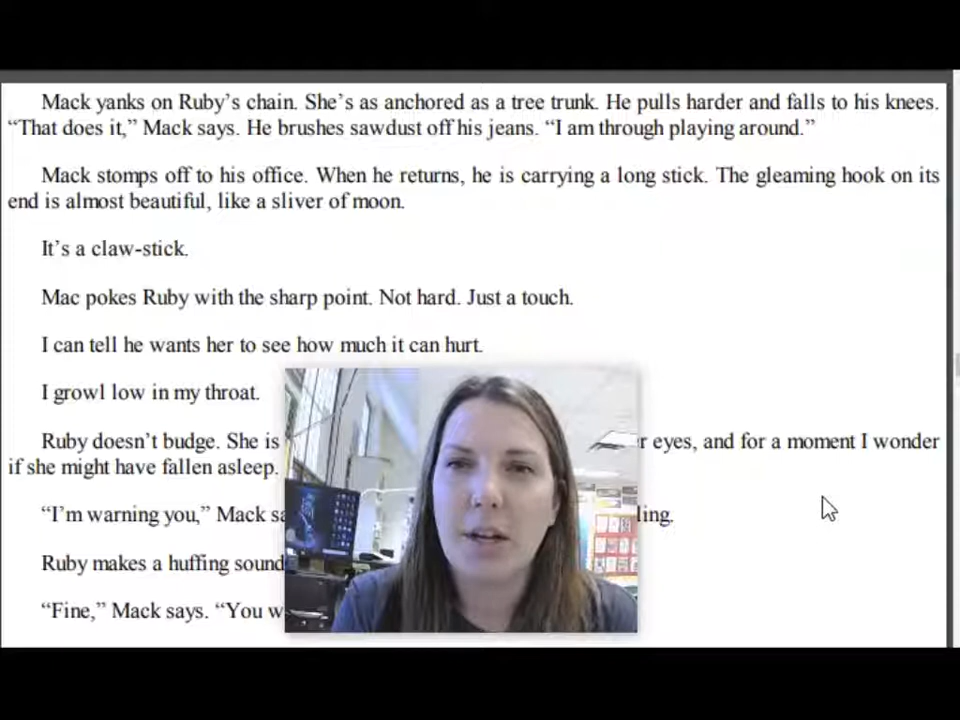 Mack yanks on Ruby’s chain. She’s as anchored as a tree trunk. He pulls harder and falls to his knees.
“That does it,” Mack says. He brushes sawdust off his jeans. “I am through playing around.”
Mack stomps off to his office. When he returns, he is carrying a long stick. The gleaming hook on its
end is almost beautiful, like a sliver of moon.
It’s a claw-stick.
Mac pokes Ruby with the sharp point. Not hard. Just a touch.
I can tell he wants her to see how much it can hurt.
I growl low in my throat.
Ruby doesn’t budge. She is eyes, and for a moment I wonder
if she might have fallen asleep.
“I’m warning you,” Mack
Ruby makes a huffing sound
“Fine,” Mack says. “You